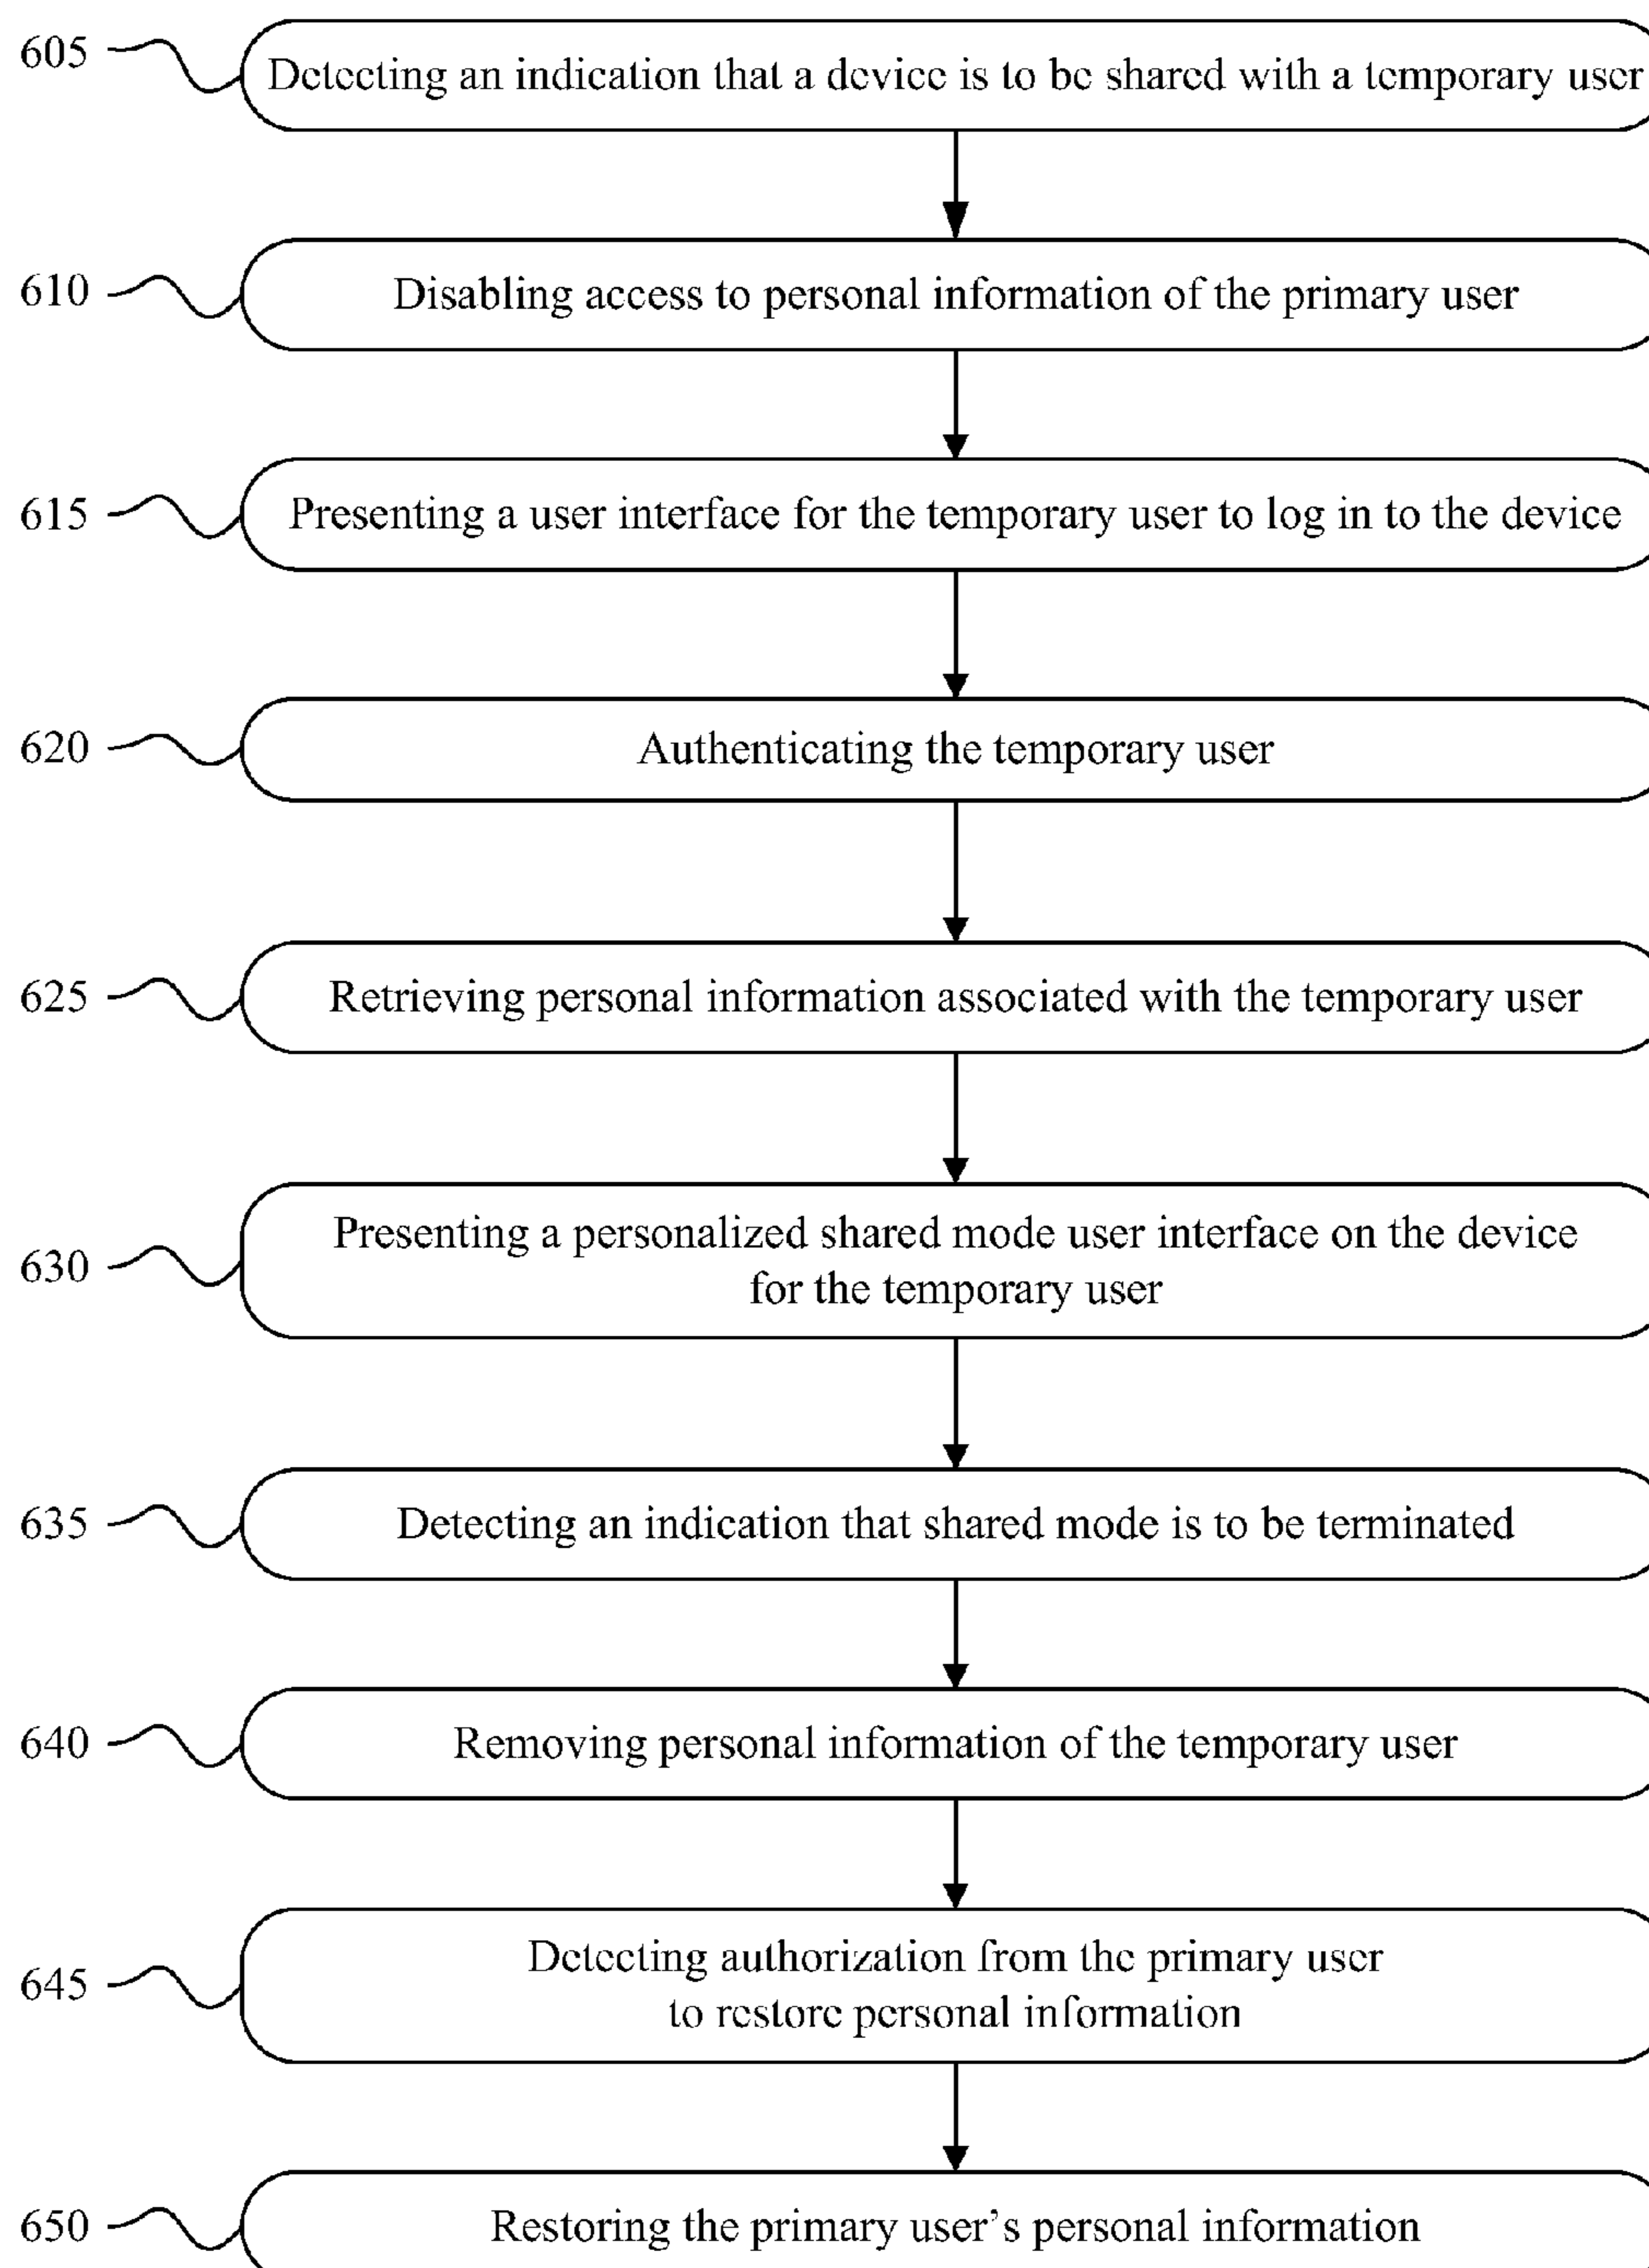 605 Detecting an indication that a device is to be shared with a temporary user
610 Disabling access to personal information of the primary user
615 Presenting a user interface for the temporary user to log in to the device
620 Authenticating the temporary user
625 Retrieving personal information associated with the temporary user
630 Presenting a personalized shared mode user interface on the device
for the temporary user
635 Detecting an indication that shared mode is to be terminated
640 Removing personal information of the temporary user
645 Detecting authorization from the primary user
to restore personal information
650 Restoring the primary user's personal information